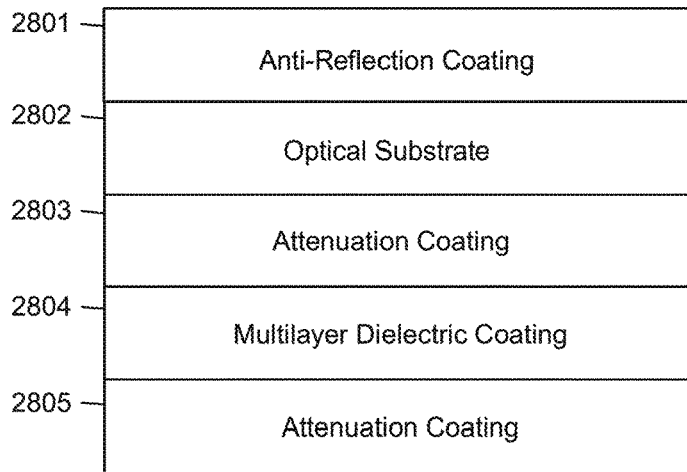 2801
Anti-Reflection Coating
2802
Optical Substrate
2803
Attenuation Coating
2804
Multilayer Dielectric Coating
2805
Attenuation Coating